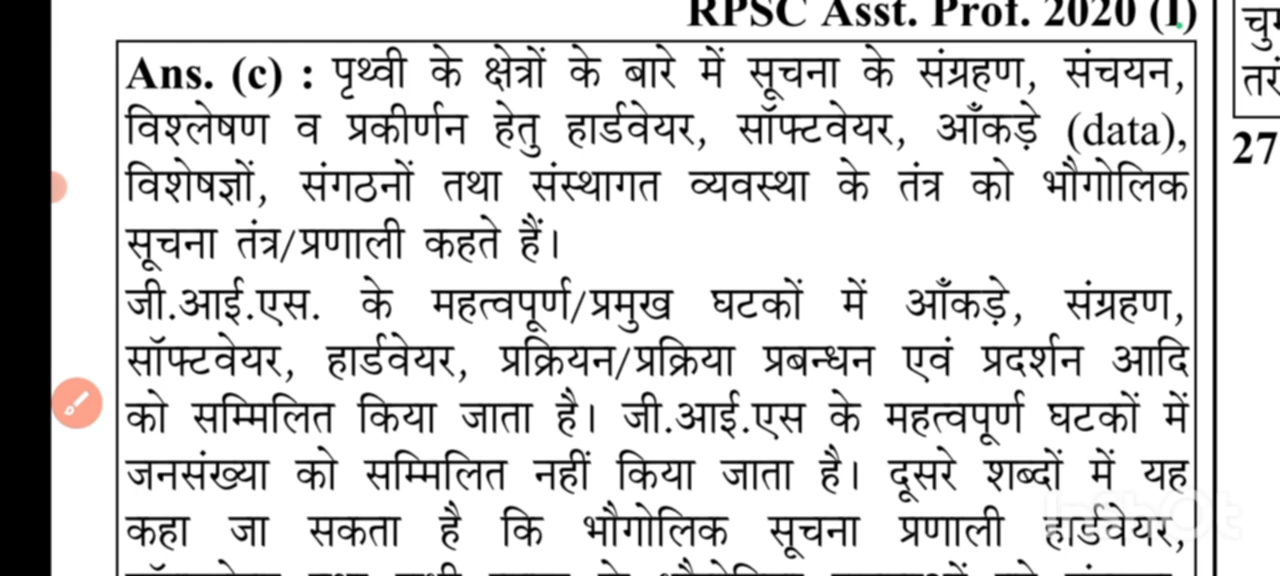 RPSC Asst. Prof. 2020 (I)
Ans. (c) : पृथ्वी के क्षेत्रों के बारे में सूचना के संग्रहण, संचयन,
विश्लेषण व प्रकीर्णन हेतु हार्डवेयर, सॉफ्टवेयर, आँकड़े (data),
विशेषज्ञों, संगठनों तथा संस्थागत व्यवस्था के तंत्र को भौगोलिक
सूचना तंत्र/प्रणाली कहते हैं।
जी.आई.एस. के महत्वपूर्ण/प्रमुख घटकों में आँकड़े, संग्रहण,
सॉफ्टवेयर, हार्डवेयर, प्रक्रियन/प्रक्रिया प्रबन्धन एवं प्रदर्शन आदि
को सम्मिलित किया जाता है। जी.आई.एस के महत्वपूर्ण घटकों में
जनसंख्या को सम्मिलित नहीं किया जाता है। दूसरे शब्दों में यह
कहा जा सकता है कि भौगोलिक सूचना प्रणाली हार्डवेयर,
27
InShOt